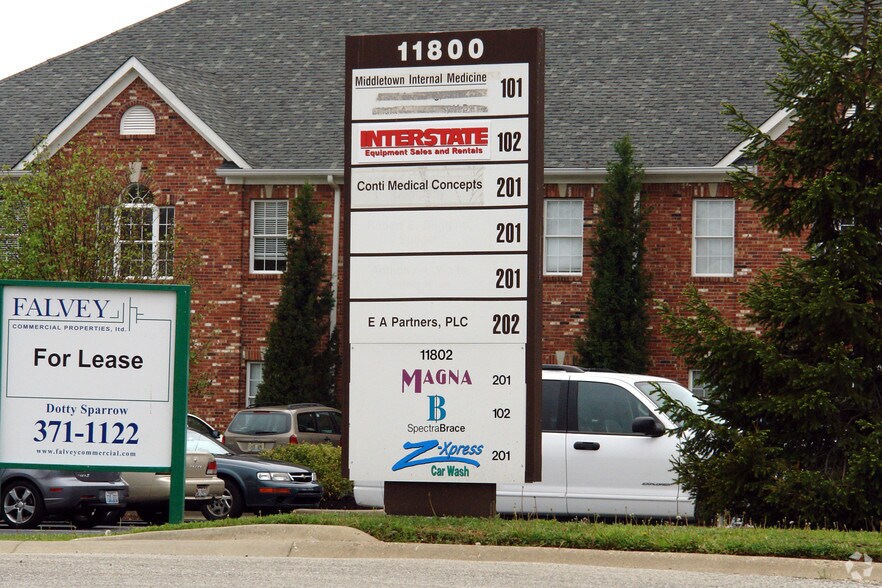 FALVEY
COMMERCIAL PROPERTIES, ltd.
For Lease
Dotty Sparrow
371-1122
www.falveycommercial.com
11800
Middletown Internal Medicine 101
INTERSTATE 102
Equipment Sales and Rentals
Conti Medical Concepts 201
201
201
E A Partners, PLC 202
11802
MAGNA 201
B 102
SpectraBrace
Z-Xpress 201
Car Wash